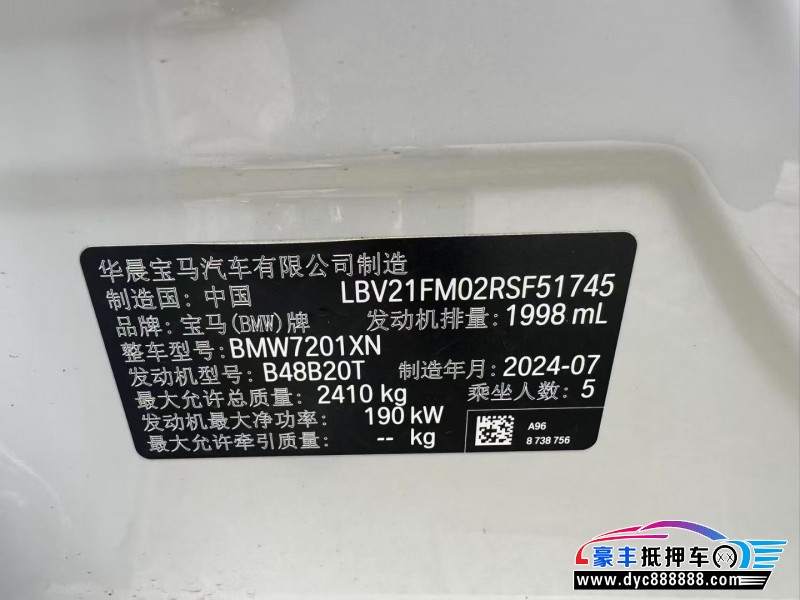 华晨宝马汽车有限公司制造
制造国: 中国 LBV21FM02RSF51745
品牌: 宝马(BMW)牌 发动机排量: 1998 mL
整车型号: BMW7201XN
发动机型号: B48B20T 制造年月: 2024-07
最大允许总质量: 2410 kg 乘坐人数: 5
发动机最大净功率: 190 kW
最大允许牵引质量: -- kg
A96
8 738 756
豪丰抵押车
www.dyc888888.com